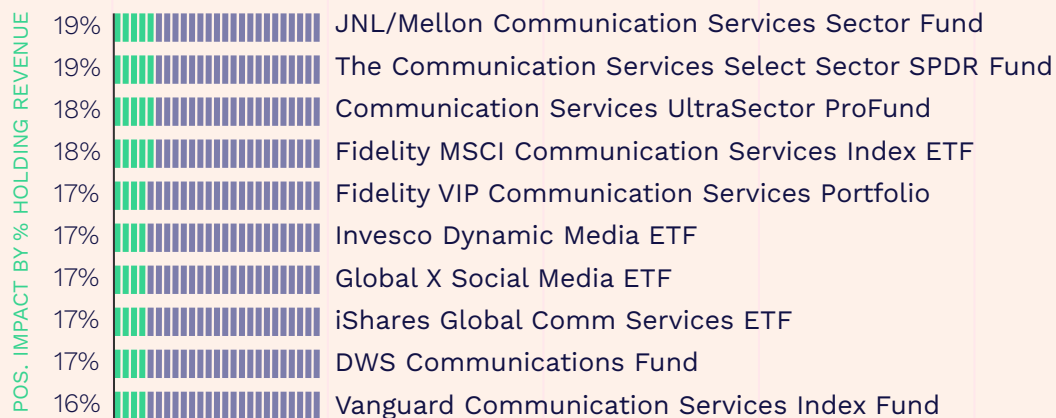 POS. IMPACT BY % HOLDING REVENUE
19% JNL/Mellon Communication Services Sector Fund
19% The Communication Services Select Sector SPDR Fund
18% Communication Services UltraSector ProFund
18% Fidelity MSCI Communication Services Index ETF
17% Fidelity VIP Communication Services Portfolio
17% Invesco Dynamic Media ETF
17% Global X Social Media ETF
17% iShares Global Comm Services ETF
17% DWS Communications Fund
16% Vanguard Communication Services Index Fund